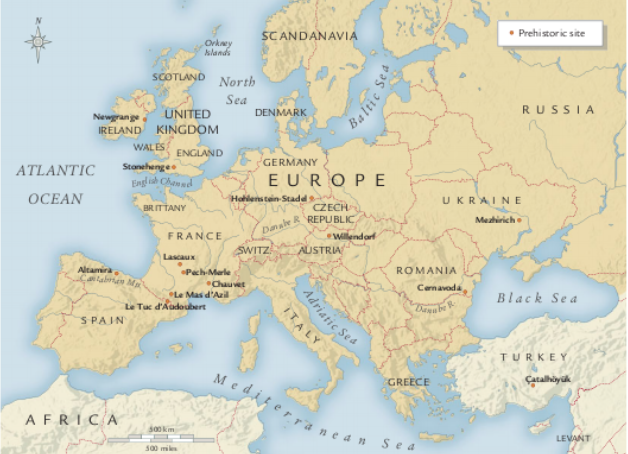 N
Orkney
Islands
SCANDANAVIA
Prehistoric site
SCOTLAND
North
Sea
Baltic Sea
RUSSIA
Newgrange
IRELAND
UNITED
KINGDOM
DENMARK
WALES
ENGLAND
ATLANTIC
OCEAN
Stonehenge
English Channel
GERMANY
EUROPE
Hohlenstein-Stadel
CZECH
REPUBLIC
UKRAINE
Mezhirich
BRITTANY
Danube R.
FRANCE
Willendorf
SWITZ.
AUSTRIA
Lascaux
Altamira
Cantabrian Mts.
Pech-Merle
Chauvet
ROMANIA
Le Mas d'Azil
Cernavoda
Le Tuc d'Audoubert
Adriatic Sea
Danube R.
Black Sea
SPAIN
ITALY
TURKEY
Çatalhöyük
GREECE
Mediterranean Sea
AFRICA
500 km
500 miles
LEVANT